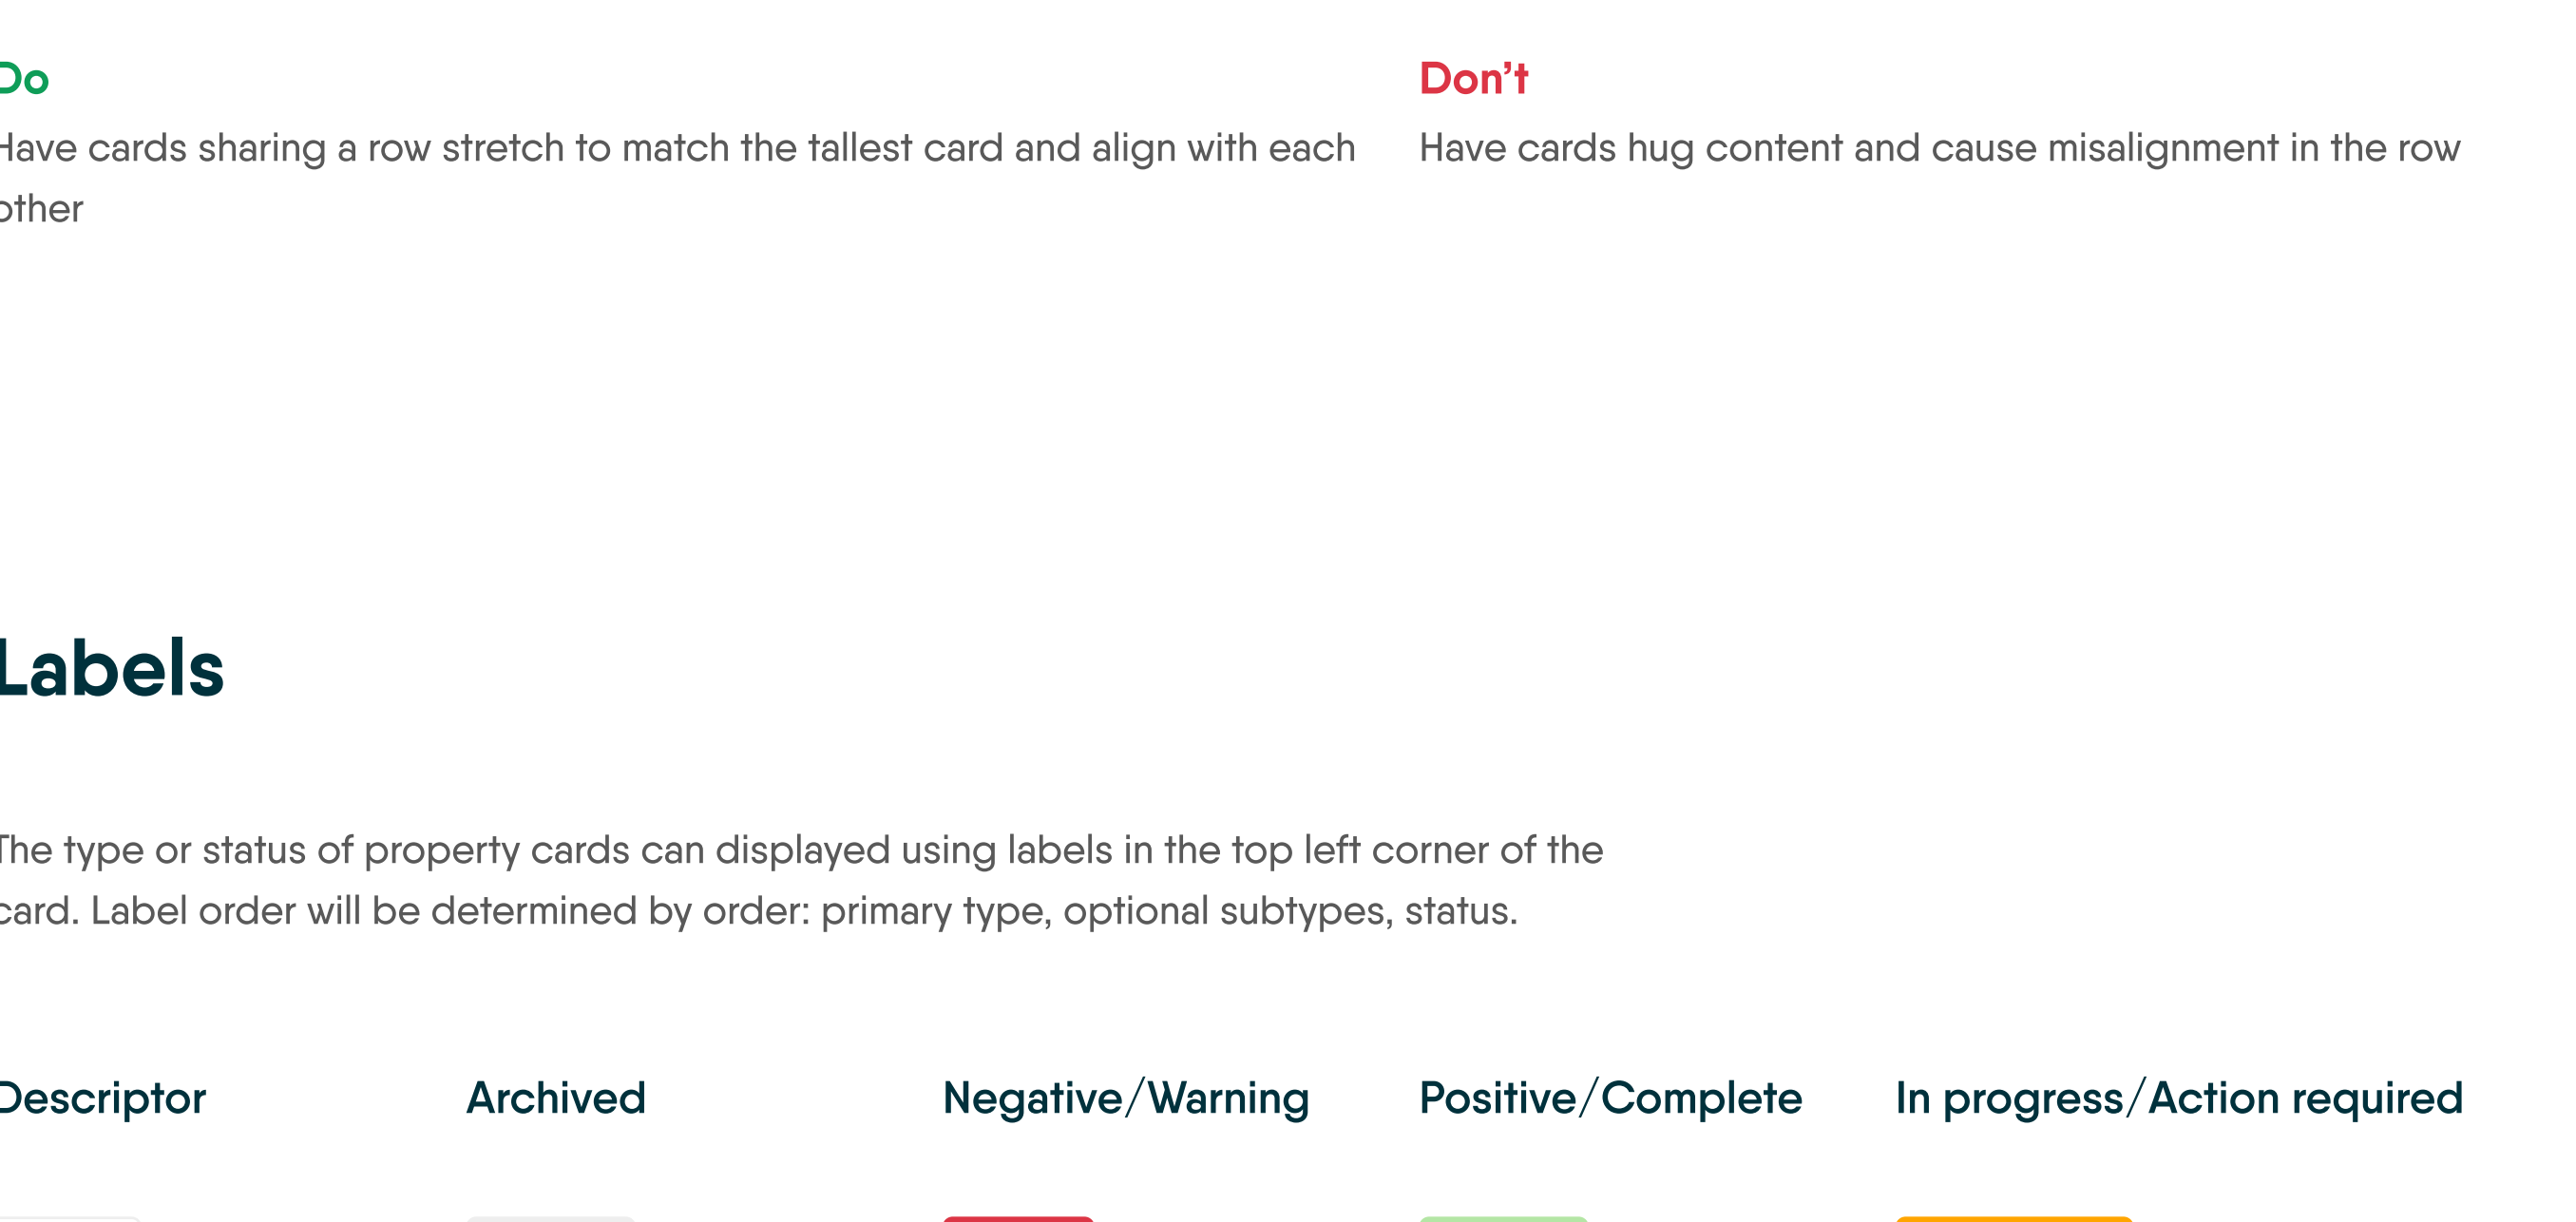 Do
Don’t
Have cards sharing a row stretch to match the tallest card and align with each
other
Have cards hug content and cause misalignment in the row
Labels
The type or status of property cards can displayed using labels in the top left corner of the
card. Label order will be determined by order: primary type, optional subtypes, status.
Descriptor
Archived
Negative/Warning
Positive/Complete
In progress/Action required